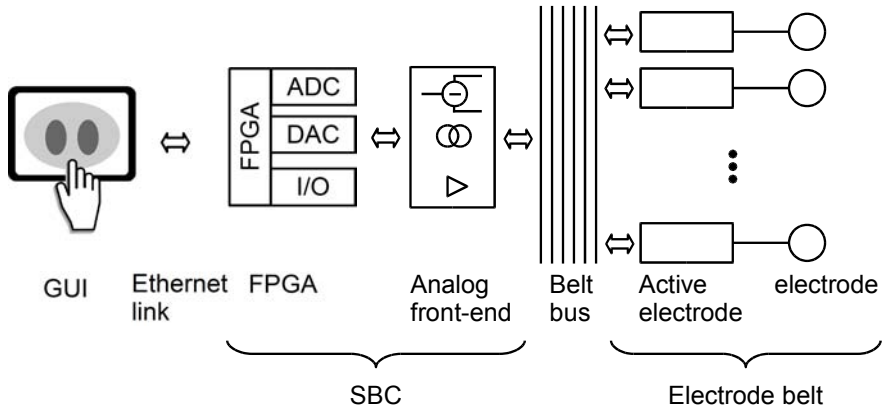 FPGA
ADC
DAC
I/O
GUI
Ethernet
link
FPGA
Analog
front-end
Belt
bus
Active
electrode
electrode
SBC
Electrode belt